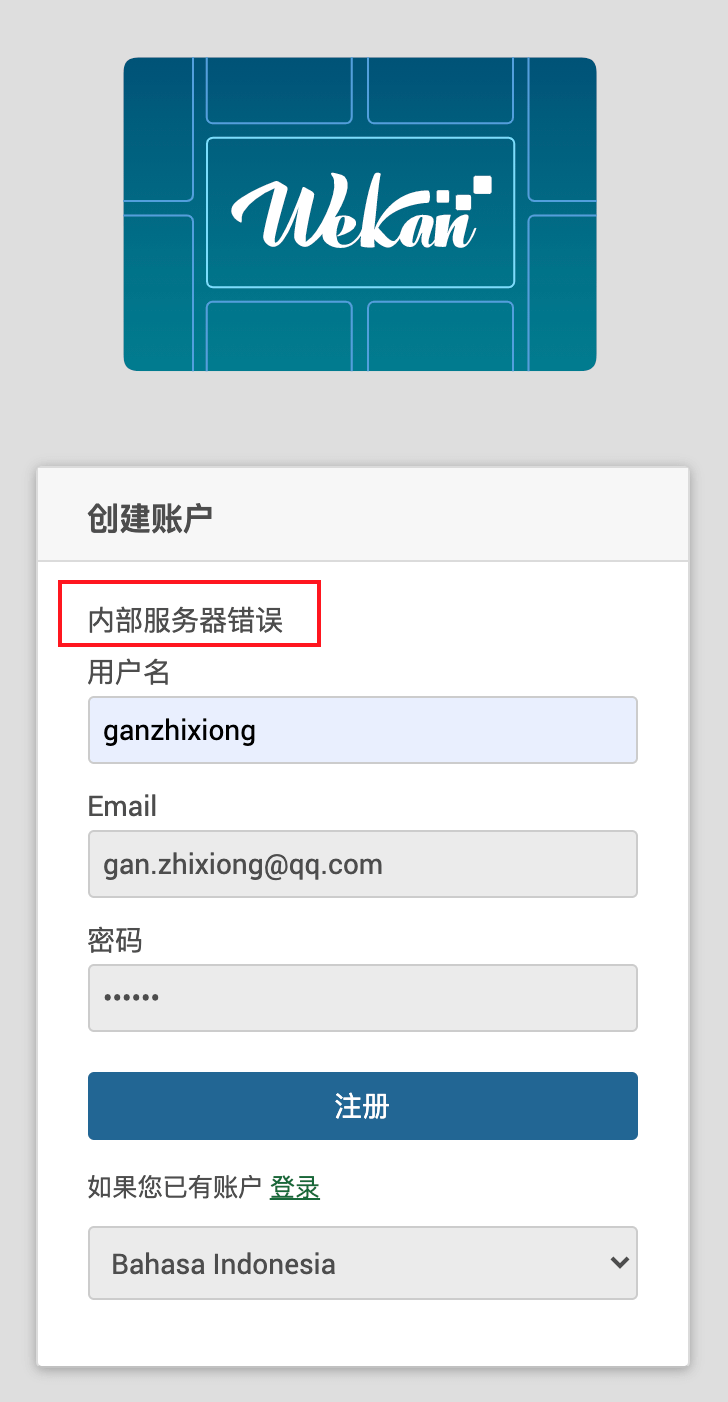 Wekan
创建账户
内部服务器错误
用户名
ganzhixiong
Email
gan.zhixiong@qq.com
密码
••••••
注册
如果您已有账户 登录
Bahasa Indonesia